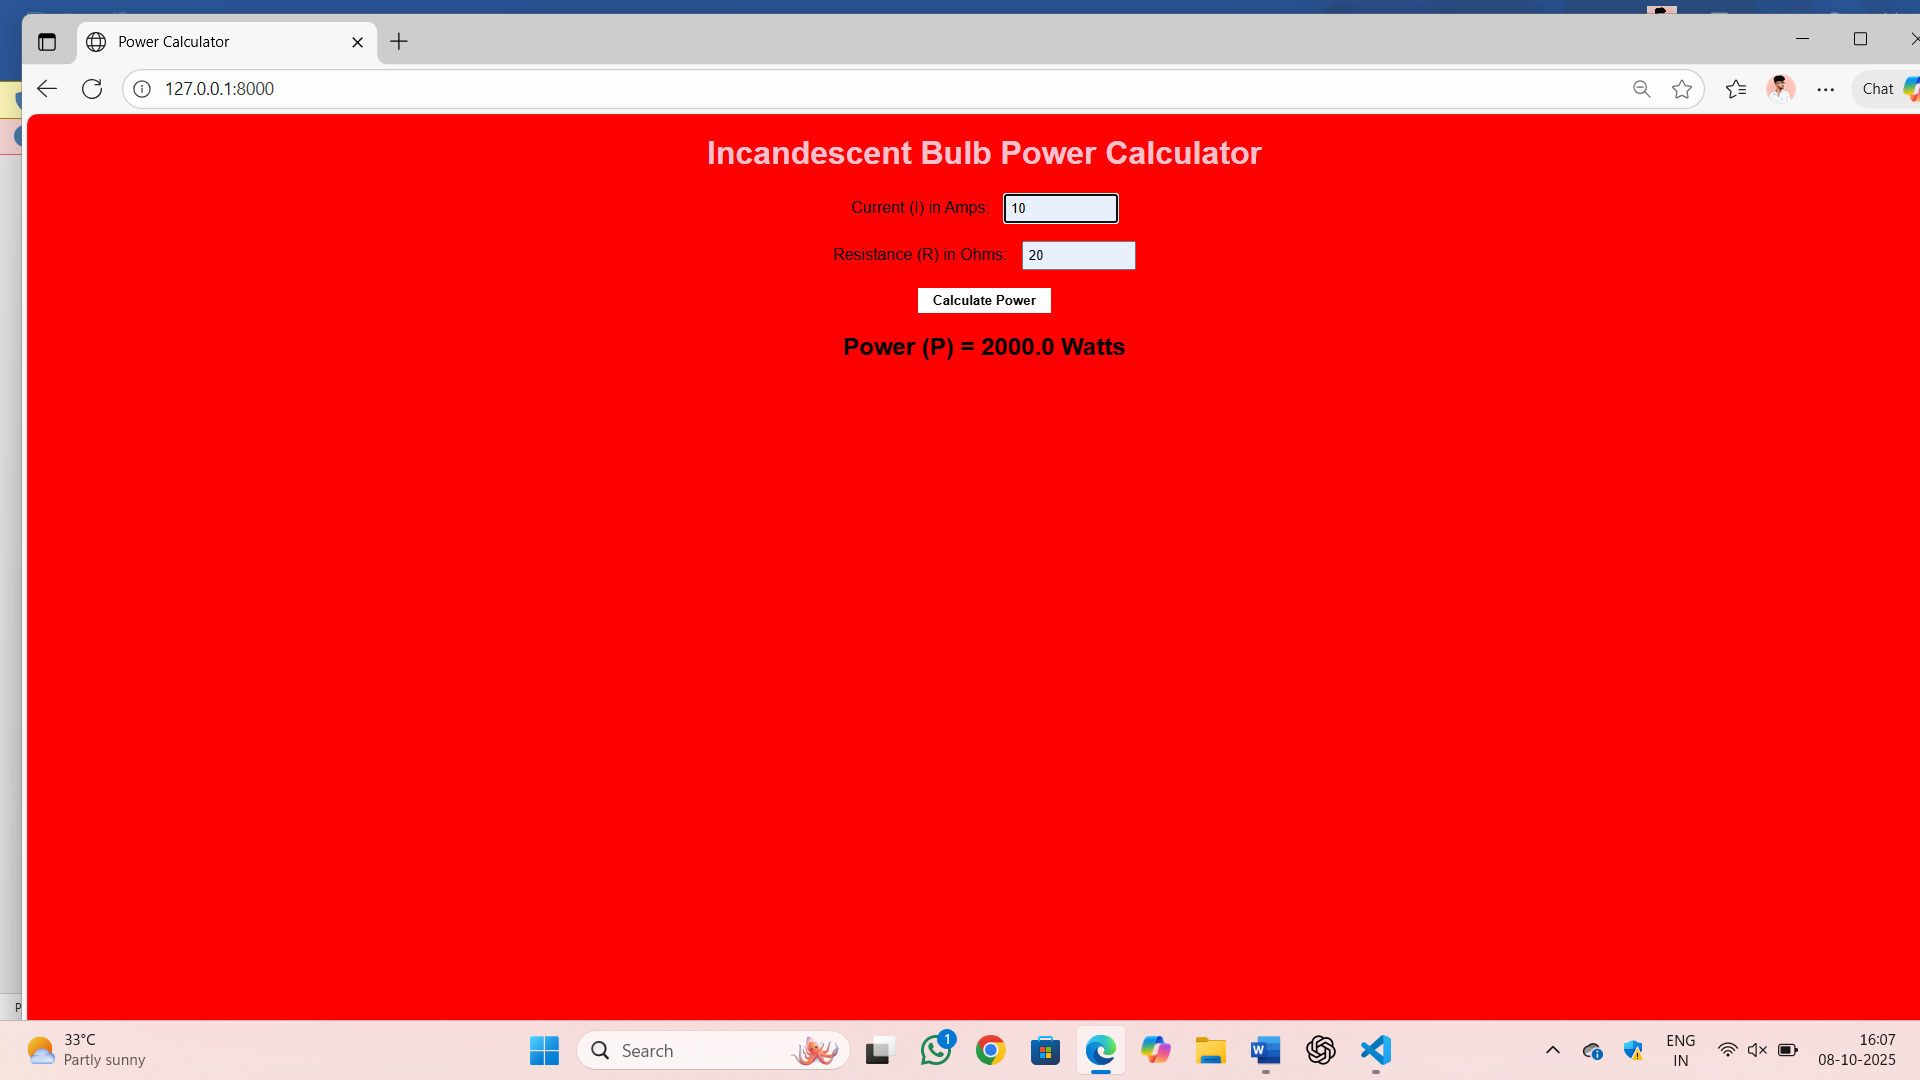 Power Calculator
127.0.0.1:8000
Chat
Incandescent Bulb Power Calculator
Current (I) in Amps: 10
Resistance (R) in Ohms: 20
Calculate Power
Power (P) = 2000.0 Watts
P
33°C
Partly sunny
Search
1
ENG
IN
16:07
08-10-2025